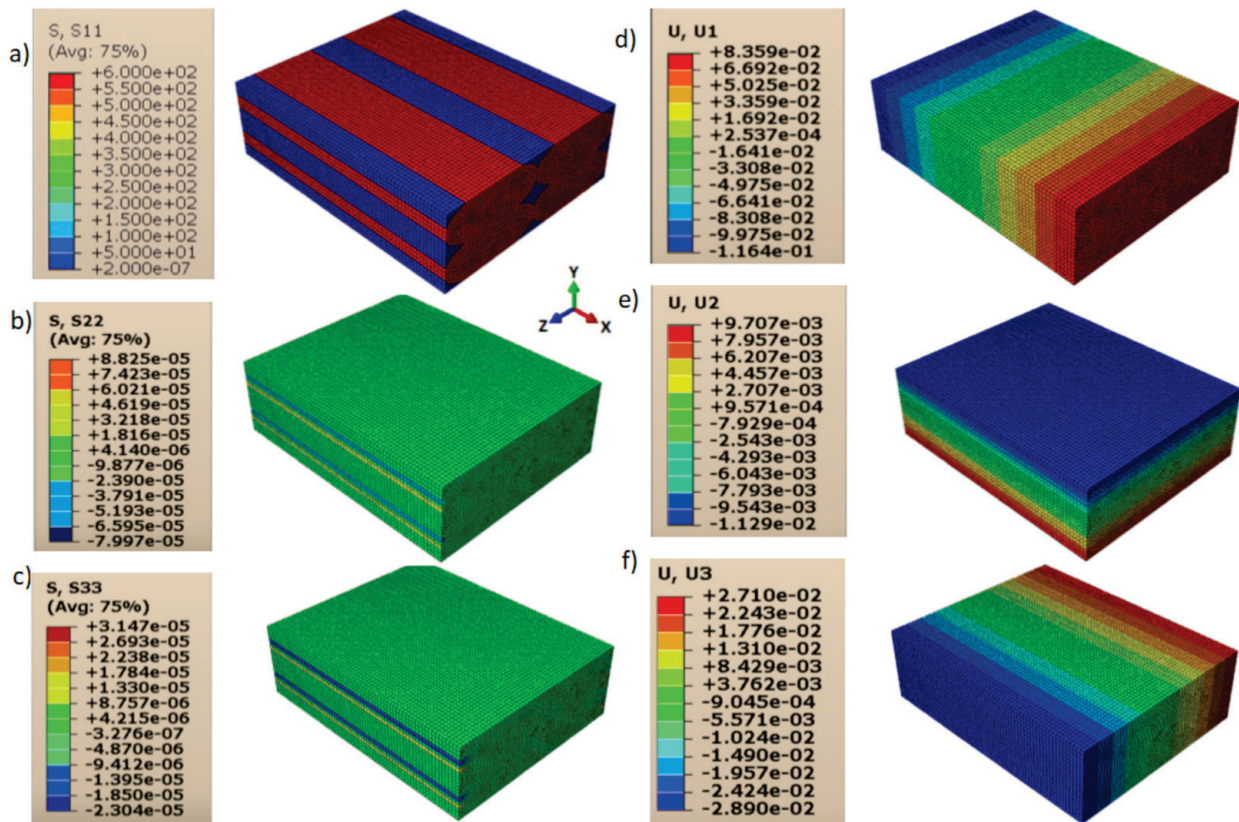 a)
S, S11
(Avg: 75%)
+6.000e+02
+5.500e+02
+5.000e+02
+4.500e+02
+4.000e+02
+3.500e+02
+3.000e+02
+2.500e+02
+2.000e+02
+1.500e+02
+1.000e+02
+5.000e+01
+2.000e-07
b)
S, S22
(Avg: 75%)
+8.825e-05
+7.423e-05
+6.021e-05
+4.619e-05
+3.218e-05
+1.816e-05
+4.140e-06
-9.877e-06
-2.390e-05
-3.791e-05
-5.193e-05
-6.595e-05
-7.997e-05
c)
S, S33
(Avg: 75%)
+3.147e-05
+2.693e-05
+2.238e-05
+1.784e-05
+1.330e-05
+8.757e-06
+4.215e-06
-3.276e-07
-4.870e-06
-9.412e-06
-1.395e-05
-1.850e-05
-2.304e-05
Y
Z
X
d)
U, U1
+8.359e-02
+6.692e-02
+5.025e-02
+3.359e-02
+1.692e-02
+2.537e-04
-1.641e-02
-3.308e-02
-4.975e-02
-6.641e-02
-8.308e-02
-9.975e-02
-1.164e-01
e)
U, U2
+9.707e-03
+7.957e-03
+6.207e-03
+4.457e-03
+2.707e-03
+9.571e-04
-7.929e-04
-2.543e-03
-4.293e-03
-6.043e-03
-7.793e-03
-9.543e-03
-1.129e-02
f)
U, U3
+2.710e-02
+2.243e-02
+1.776e-02
+1.310e-02
+8.429e-03
+3.762e-03
-9.045e-04
-5.571e-03
-1.024e-02
-1.490e-02
-1.957e-02
-2.424e-02
-2.890e-02